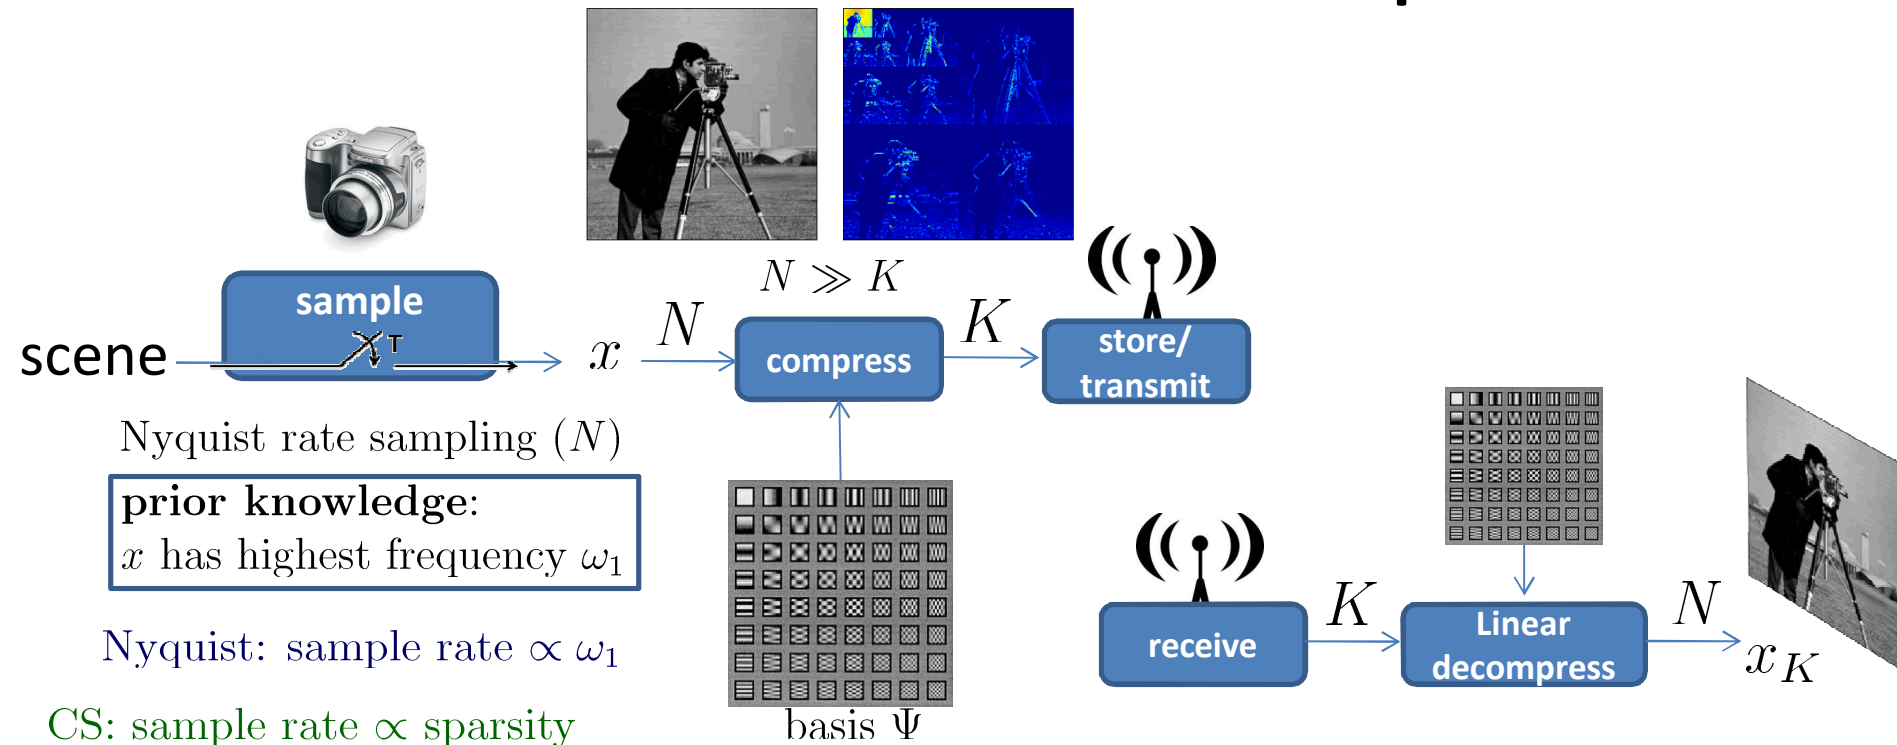 N ≫ K
sample
T
scene
x
N
compress
K
store/
transmit
Nyquist rate sampling (N)
prior knowledge:
x has highest frequency ω₁
Nyquist: sample rate ∝ ω₁
CS: sample rate ∝ sparsity
basis Ψ
receive
K
Linear
decompress
N
x_K